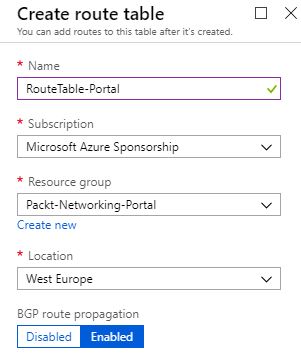 Create route table
You can add routes to this table after it's created.
* Name
RouteTable-Portal
* Subscription
Microsoft Azure Sponsorship
* Resource group
Packt-Networking-Portal
Create new
* Location
West Europe
BGP route propagation
Disabled Enabled